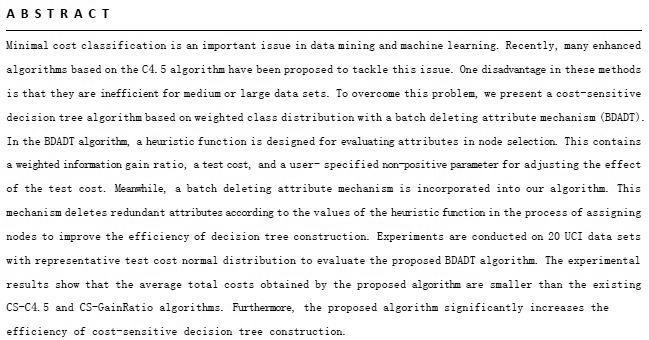 ABSTRACT
Minimal cost classification is an important issue in data mining and machine learning. Recently, many enhanced
algorithms based on the C4.5 algorithm have been proposed to tackle this issue. One disadvantage in these methods
is that they are inefficient for medium or large data sets. To overcome this problem, we present a cost-sensitive
decision tree algorithm based on weighted class distribution with a batch deleting attribute mechanism (BDADT).
In the BDADT algorithm, a heuristic function is designed for evaluating attributes in node selection. This contains
a weighted information gain ratio, a test cost, and a user- specified non-positive parameter for adjusting the effect
of the test cost. Meanwhile, a batch deleting attribute mechanism is incorporated into our algorithm. This
mechanism deletes redundant attributes according to the values of the heuristic function in the process of assigning
nodes to improve the efficiency of decision tree construction. Experiments are conducted on 20 UCI data sets
with representative test cost normal distribution to evaluate the proposed BDADT algorithm. The experimental
results show that the average total costs obtained by the proposed algorithm are smaller than the existing
CS-C4.5 and CS-GainRatio algorithms. Furthermore, the proposed algorithm significantly increases the
efficiency of cost-sensitive decision tree construction.